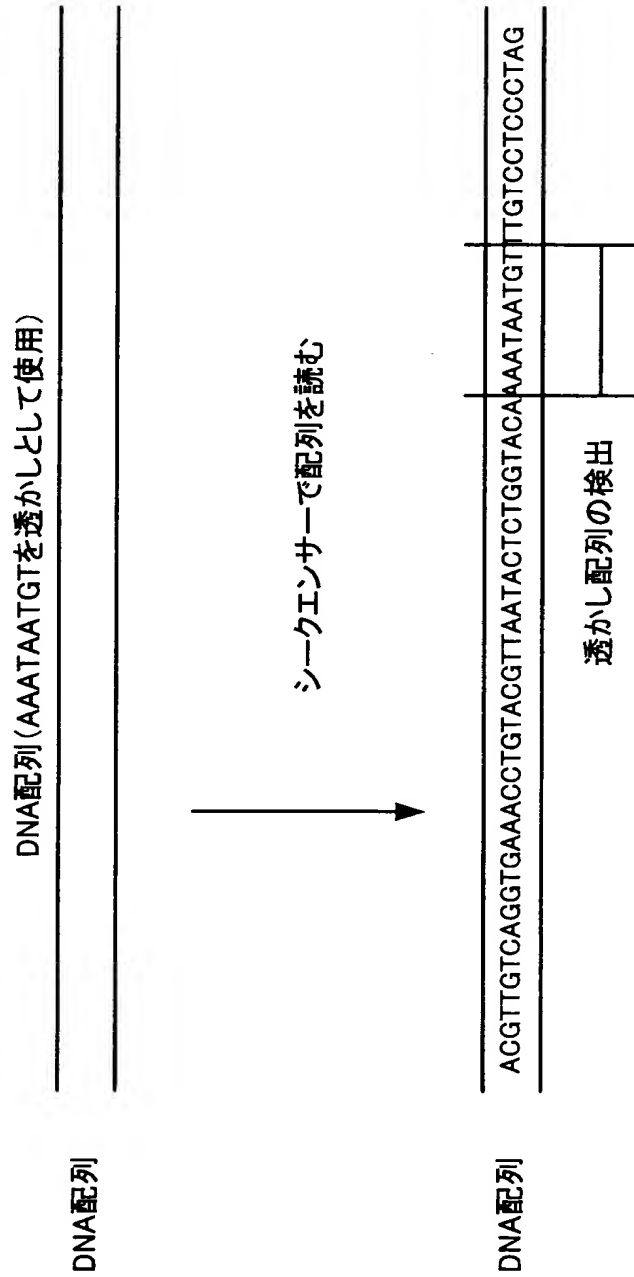 DNA配列(AAATAATGTを透かしとして使用)
DNA配列
シークエンサーで配列を読む
DNA配列
ACGTTGTCAGGTGAAACCTGTACGTTAATACTCTGGTACAAAATAATGTTTGTCCTCCCTAG
透かし配列の検出